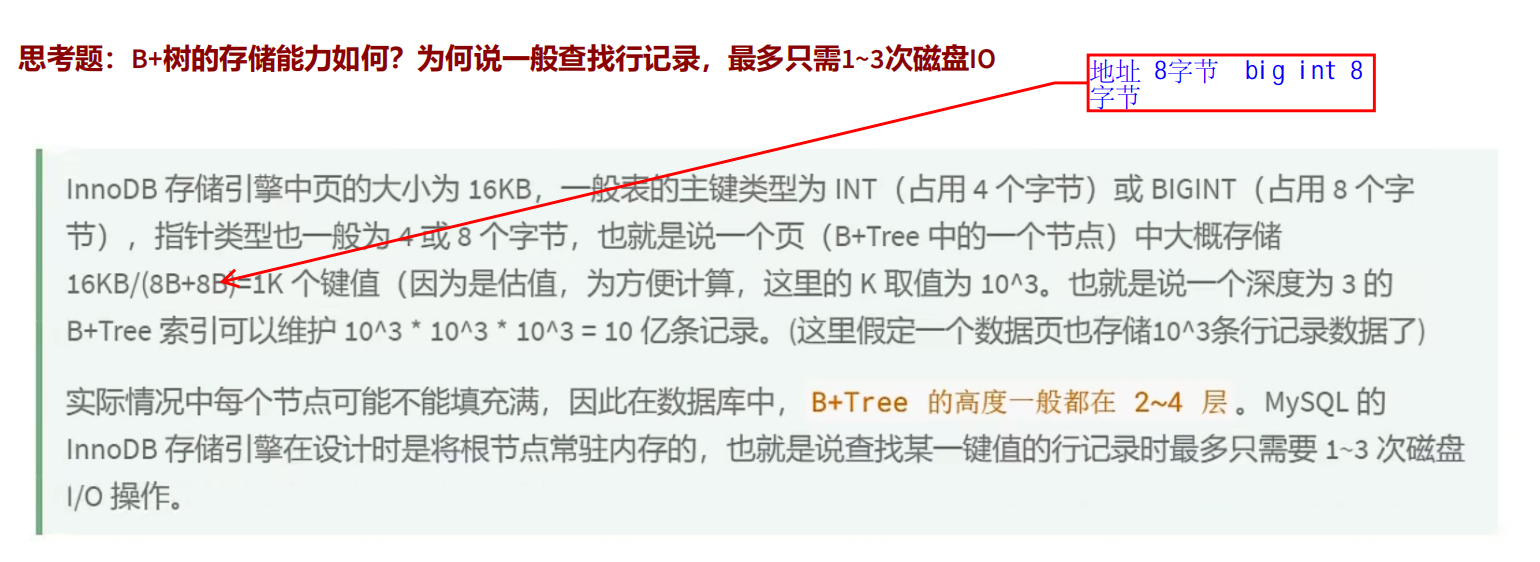 思考题：B+树的存储能力如何？为何说一般查找行记录，最多只需1~3次磁盘IO
地址 8字节 big int 8
字节
InnoDB 存储引擎中页的大小为 16KB，一般表的主键类型为 INT（占用 4 个字节）或 BIGINT（占用 8 个字
节），指针类型也一般为 4 或 8 个字节，也就是说一个页（B+Tree 中的一个节点）中大概存储
16KB/(8B+8B)=1K 个键值（因为是估值，为方便计算，这里的 K 取值为 10^3。也就是说一个深度为 3 的
B+Tree 索引可以维护 10^3 * 10^3 * 10^3 = 10 亿条记录。(这里假定一个数据页也存储10^3条行记录数据了)
实际情况中每个节点可能不能填充满，因此在数据库中，B+Tree 的高度一般都在 2~4 层。MySQL 的
InnoDB 存储引擎在设计时是将根节点常驻内存的，也就是说查找某一键值的行记录时最多只需要 1~3 次磁盘
I/O 操作。